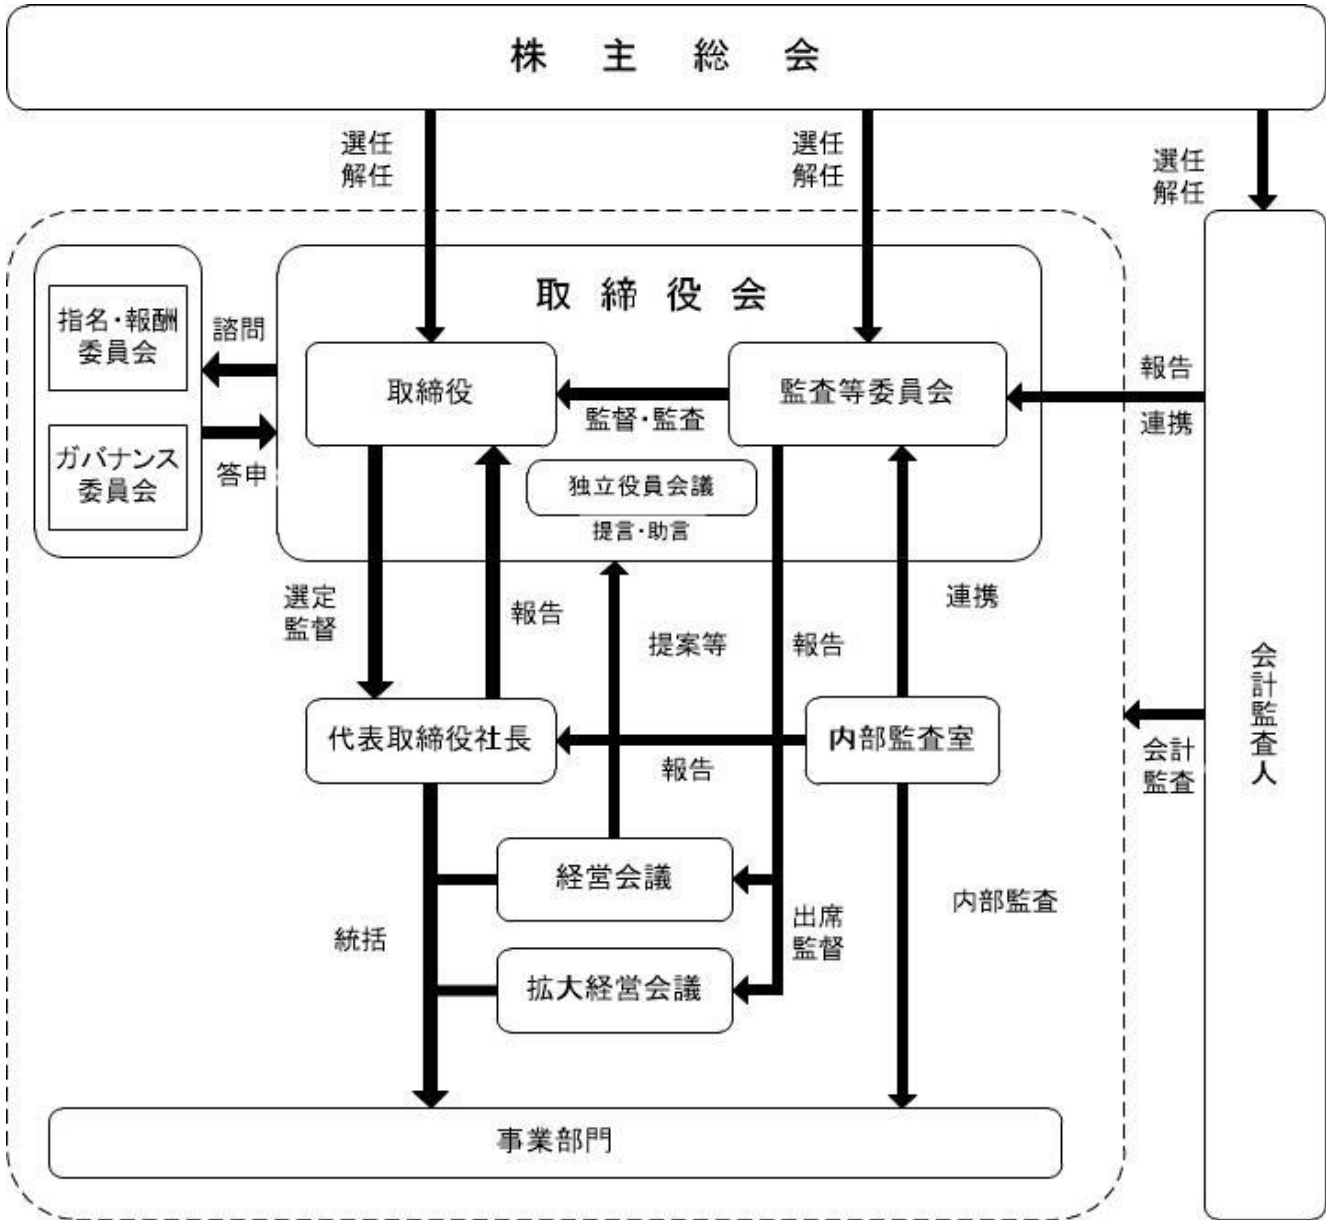 株主総会
選任
解任
選任
解任
選任
解任
取締役会
指名・報酬
委員会
諮問
取締役
監査等委員会
報告
監督・監査
連携
ガバナンス
委員会
答申
独立役員会議
提言・助言
選定
監督
報告
提案等
報告
連携
会計監査人
代表取締役社長
内部監査室
報告
会計
監査
経営会議
内部監査
出席
監督
統括
拡大経営会議
事業部門